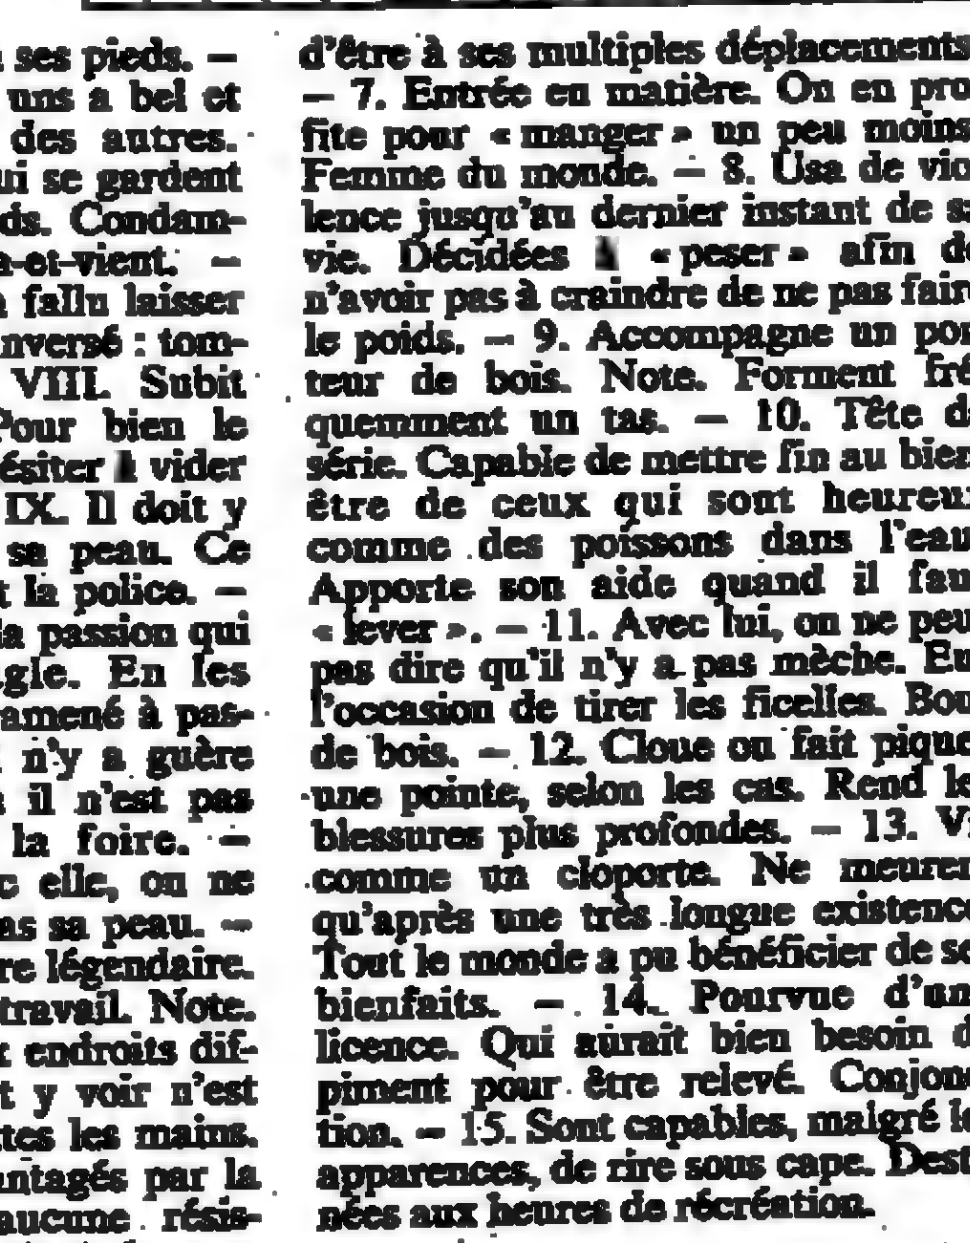 ses pieds. —
uns a bel et
des autres.
ui se gardent
ds. Condam-
-et-vient. —
fallu laisser
nversé : tom-
VIII. Subit
Pour bien le
ésiter à vider
IX. Il doit y
sa peau. Ce
t la police. —
la passion qui
gle. En les
amené à pas-
n'y a guère
il n'est pas
la foire. —
c elle, on ne
as sa peau. —
re légendaire.
travail. Note.
endroits dif-
t y voir n'est
tes les mains.
ntagés par la
aucune résis-
d'être à ses multiples déplacements
— 7. Entrée en matière. On en pro
fite pour « manger » un peu moins
Femme du monde. — 8. Usa de vio
lence jusqu'au dernier instant de sa
vie. Décidées à « peser » afin de
n'avoir pas à craindre de ne pas faire
le poids. — 9. Accompagne un por
teur de bois. Note. Forment fré
quemment un tas. — 10. Tête d
série. Capable de mettre fin au bien
être de ceux qui sont heureux
comme des poissons dans l'eau
Apporte son aide quand il fau
« lever ». — 11. Avec lui, on ne peu
pas dire qu'il n'y a pas mèche. Eu
l'occasion de tirer les ficelles. Bou
de bois. — 12. Cloue ou fait pique
une pointe, selon les cas. Rend le
blessures plus profondes. — 13. Vi
comme un cloporte. Ne meuren
qu'après une très longue existence
Tout le monde a pu bénéficier de se
bienfaits. — 14. Pourvue d'un
licence. Qui aurait bien besoin d
piment pour être relevé. Conjonc
tion. — 15. Sont capables, malgré le
apparences, de rire sous cape. Desti
nées aux heures de récréation.